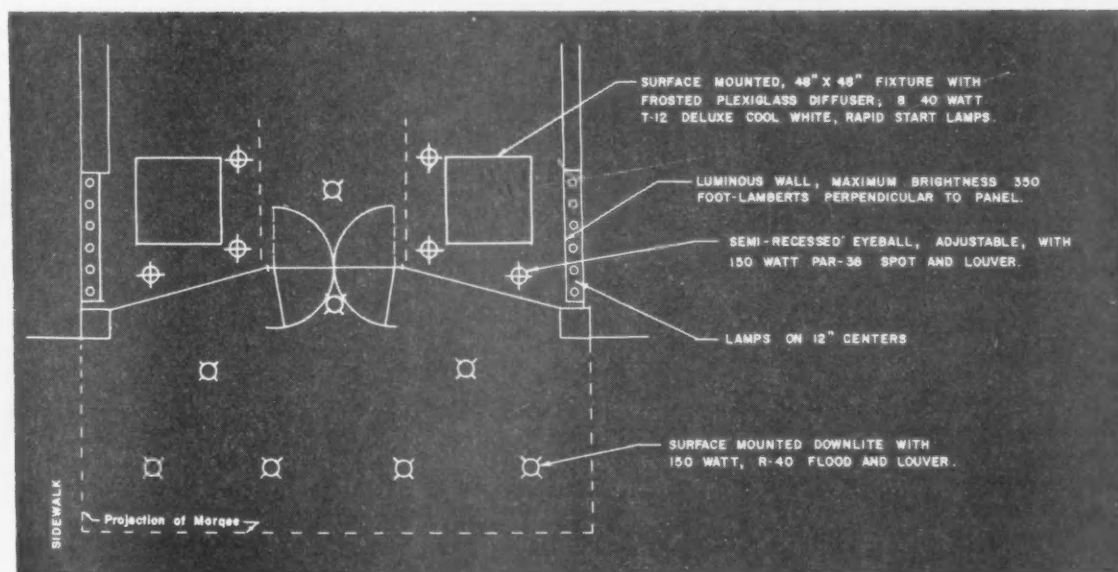 SURFACE MOUNTED, 48" X 48" FIXTURE WITH
FROSTED PLEXIGLASS DIFFUSER, 8 40 WATT
T-12 DELUXE COOL WHITE, RAPID START LAMPS.
LUMINOUS WALL, MAXIMUM BRIGHTNESS 350
FOOT-LAMBERTS PERPENDICULAR TO PANEL.
SEMI-RECESSED EYEBALL, ADJUSTABLE, WITH
150 WATT PAR-38 SPOT AND LOUVER.
LAMPS ON 12" CENTERS
SURFACE MOUNTED DOWNLITE WITH
150 WATT, R-40 FLOOD AND LOUVER.
SIDEWALK
Projection of Marqee